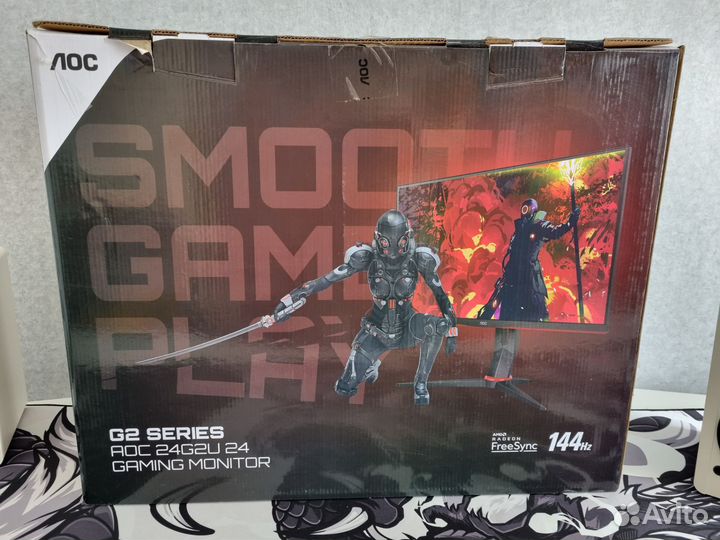 AOC
AOC
SMOOTH
GAME
PLAY
AOC
G2 SERIES
AOC 24G2U 24
GAMING MONITOR
AMD
RADEON
FreeSync
144Hz
Avito